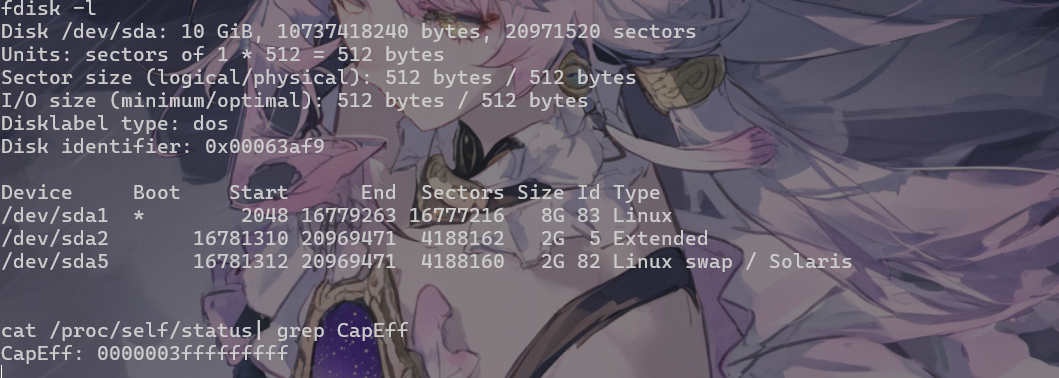 fdisk -l
Disk /dev/sda: 10 GiB, 10737418240 bytes, 20971520 sectors
Units: sectors of 1 * 512 = 512 bytes
Sector size (logical/physical): 512 bytes / 512 bytes
I/O size (minimum/optimal): 512 bytes / 512 bytes
Disklabel type: dos
Disk identifier: 0x00063af9
Device     Boot    Start      End  Sectors Size Id Type
/dev/sda1  *        2048 16779263 16777216   8G 83 Linux
/dev/sda2       16781310 20969471  4188162   2G  5 Extended
/dev/sda5       16781312 20969471  4188160   2G 82 Linux swap / Solaris
cat /proc/self/status| grep CapEff
CapEff: 0000003fffffffff